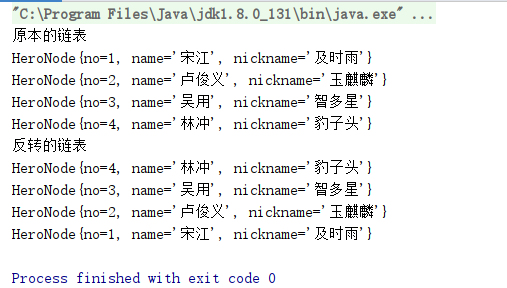 "C:\Program Files\Java\jdk1.8.0_131\bin\java.exe" ...
原本的链表
HeroNode{no=1, name='宋江', nickname='及时雨'}
HeroNode{no=2, name='卢俊义', nickname='玉麒麟'}
HeroNode{no=3, name='吴用', nickname='智多星'}
HeroNode{no=4, name='林冲', nickname='豹子头'}
反转的链表
HeroNode{no=4, name='林冲', nickname='豹子头'}
HeroNode{no=3, name='吴用', nickname='智多星'}
HeroNode{no=2, name='卢俊义', nickname='玉麒麟'}
HeroNode{no=1, name='宋江', nickname='及时雨'}
Process finished with exit code 0